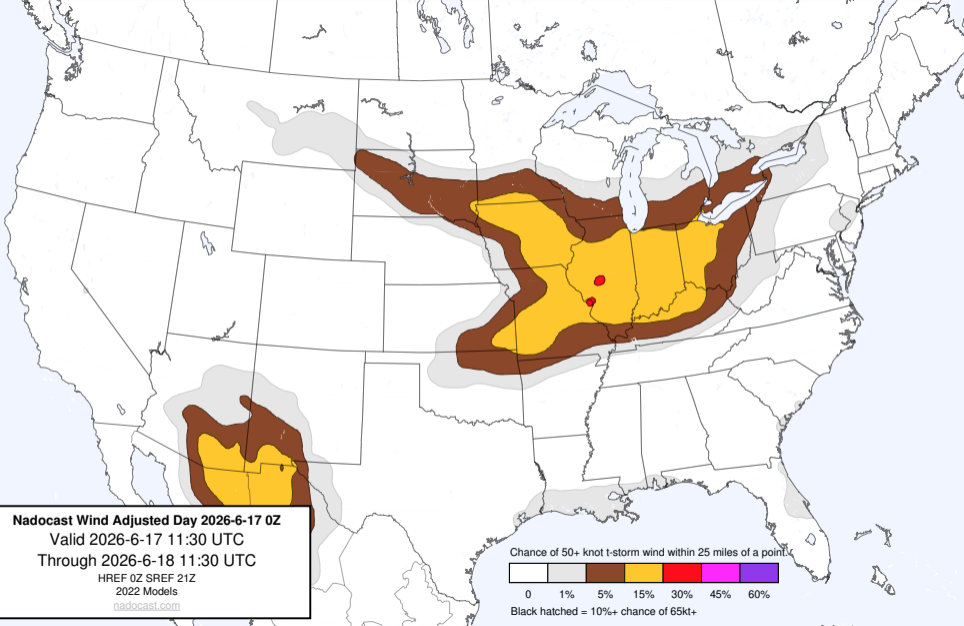 Nadocast Wind Adjusted Day 2026-6-17 0Z
Valid 2026-6-17 11:30 UTC
Through 2026-6-18 11:30 UTC
HREF 0Z SREF 21Z
2022 Models
nadocast.com
Chance of 50+ knot t-storm wind within 25 miles of a point.
0 1% 5% 15% 30% 45% 60%
Black hatched = 10%+ chance of 65kt+